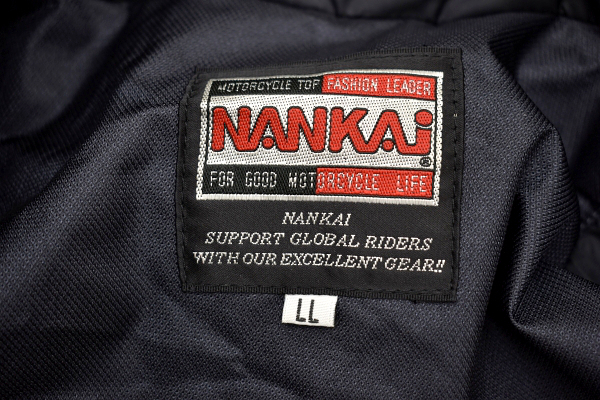 MOTORCYCLE TOP FASHION LEADER
NANKAi®
FOR GOOD MOTORCYCLE LIFE
NANKAI
SUPPORT GLOBAL RIDERS
WITH OUR EXCELLENT GEAR!!
LL